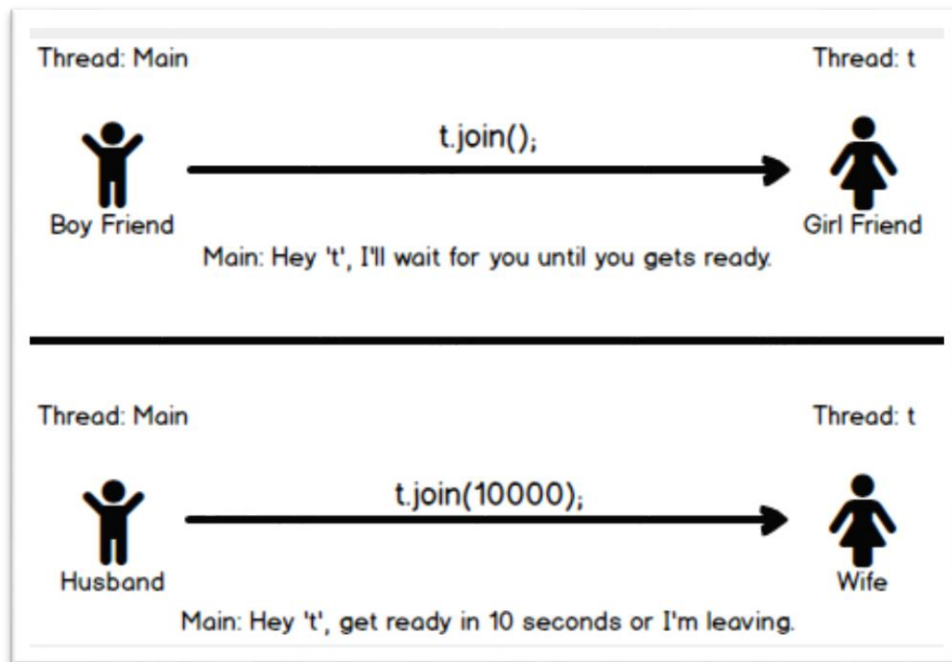 Thread: Main
Thread: t
t.join();
Boy Friend
Girl Friend
Main: Hey 't', I'll wait for you until you gets ready.
Thread: Main
Thread: t
t.join(10000);
Husband
Wife
Main: Hey 't', get ready in 10 seconds or I'm leaving.